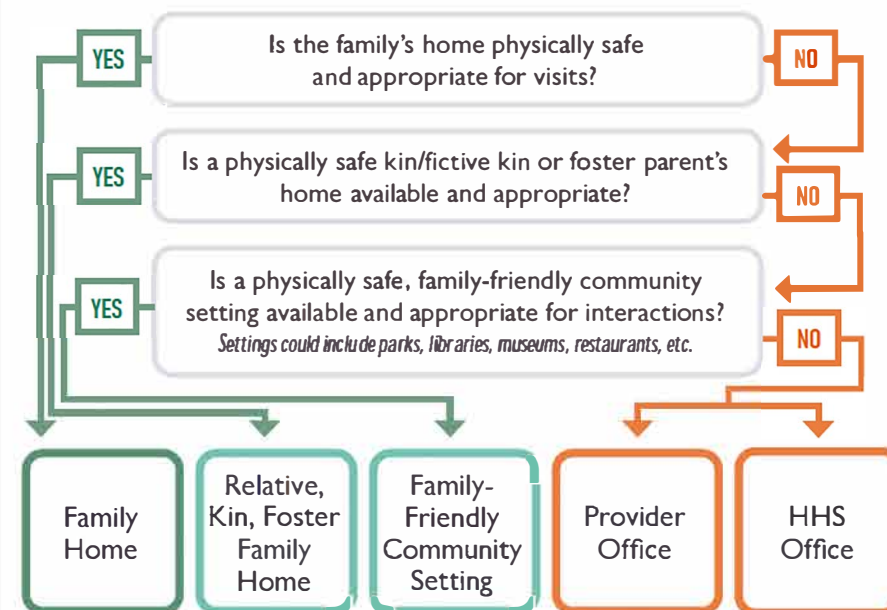 Is the family's home physically safe
and appropriate for visits?
YES
NO
Is a physically safe kin/fictive kin or foster parent's
home available and appropriate?
YES
NO
Is a physically safe, family-friendly community
setting available and appropriate for interactions?
Settings could include parks, libraries, museums, restaurants, etc.
YES
NO
Family
Home
Relative,
Kin, Foster
Family
Home
Family-
Friendly
Community
Setting
Provider
Office
HHS
Office